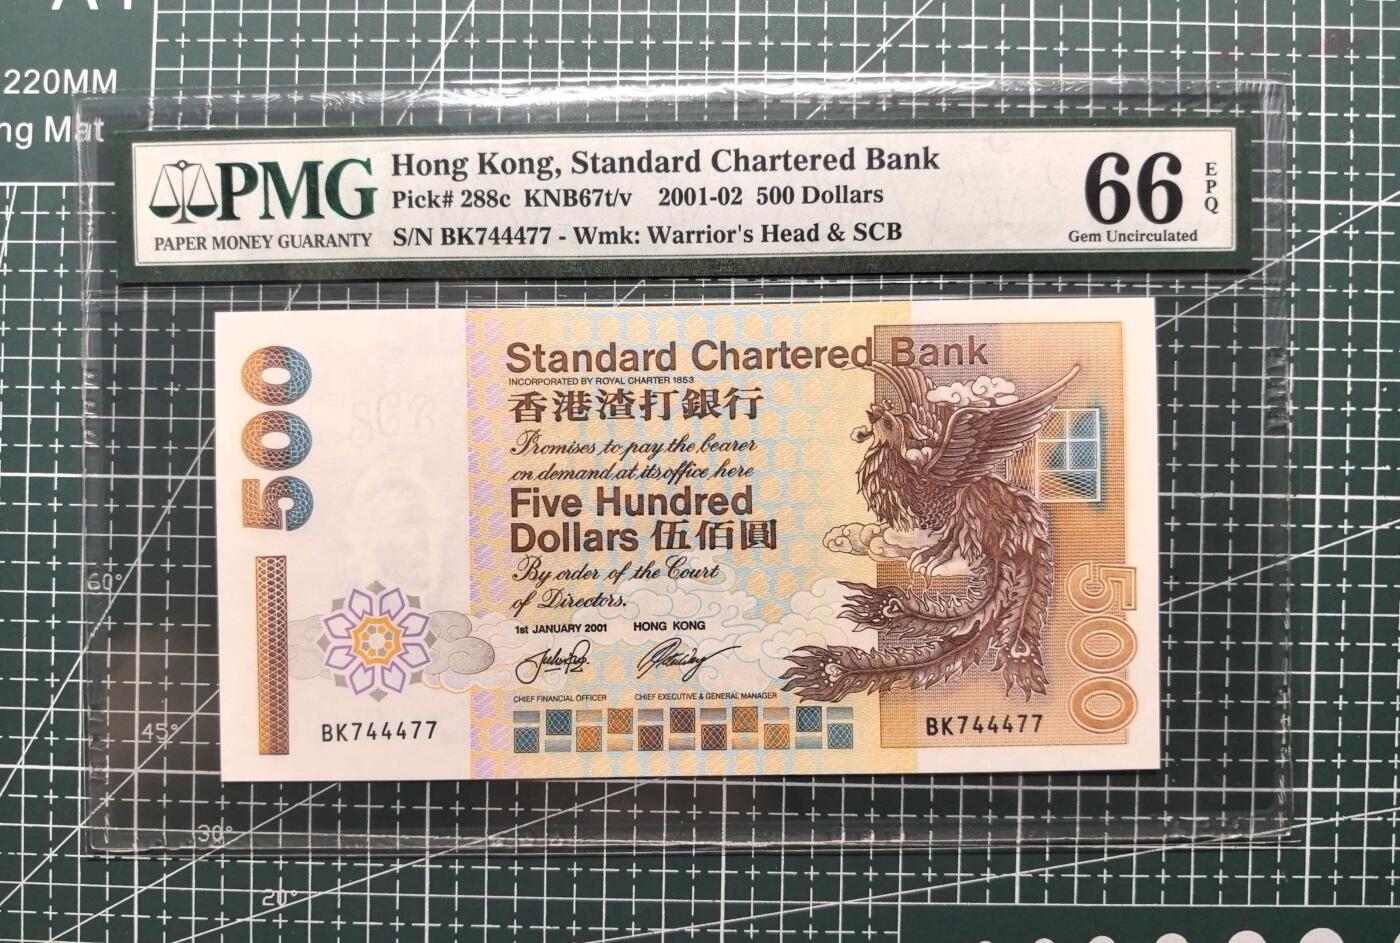 220MM
ng Mat
PMG
PAPER MONEY GUARANTY
Hong Kong, Standard Chartered Bank
Pick# 288c KNB67t/v 2001-02 500 Dollars
S/N BK744477 - Wmk: Warrior's Head & SCB
66
EPQ
Gem Uncirculated
500
SCB
Standard Chartered Bank
INCORPORATED BY ROYAL CHARTER 1853
香港渣打銀行
Promises to pay the bearer
on demand at its office here
Five Hundred
Dollars 伍佰圓
By order of the Court
of Directors.
1st JANUARY 2001 HONG KONG
CHIEF FINANCIAL OFFICER CHIEF EXECUTIVE & GENERAL MANAGER
BK744477
BK744477
500
60°
45°
30°
20°